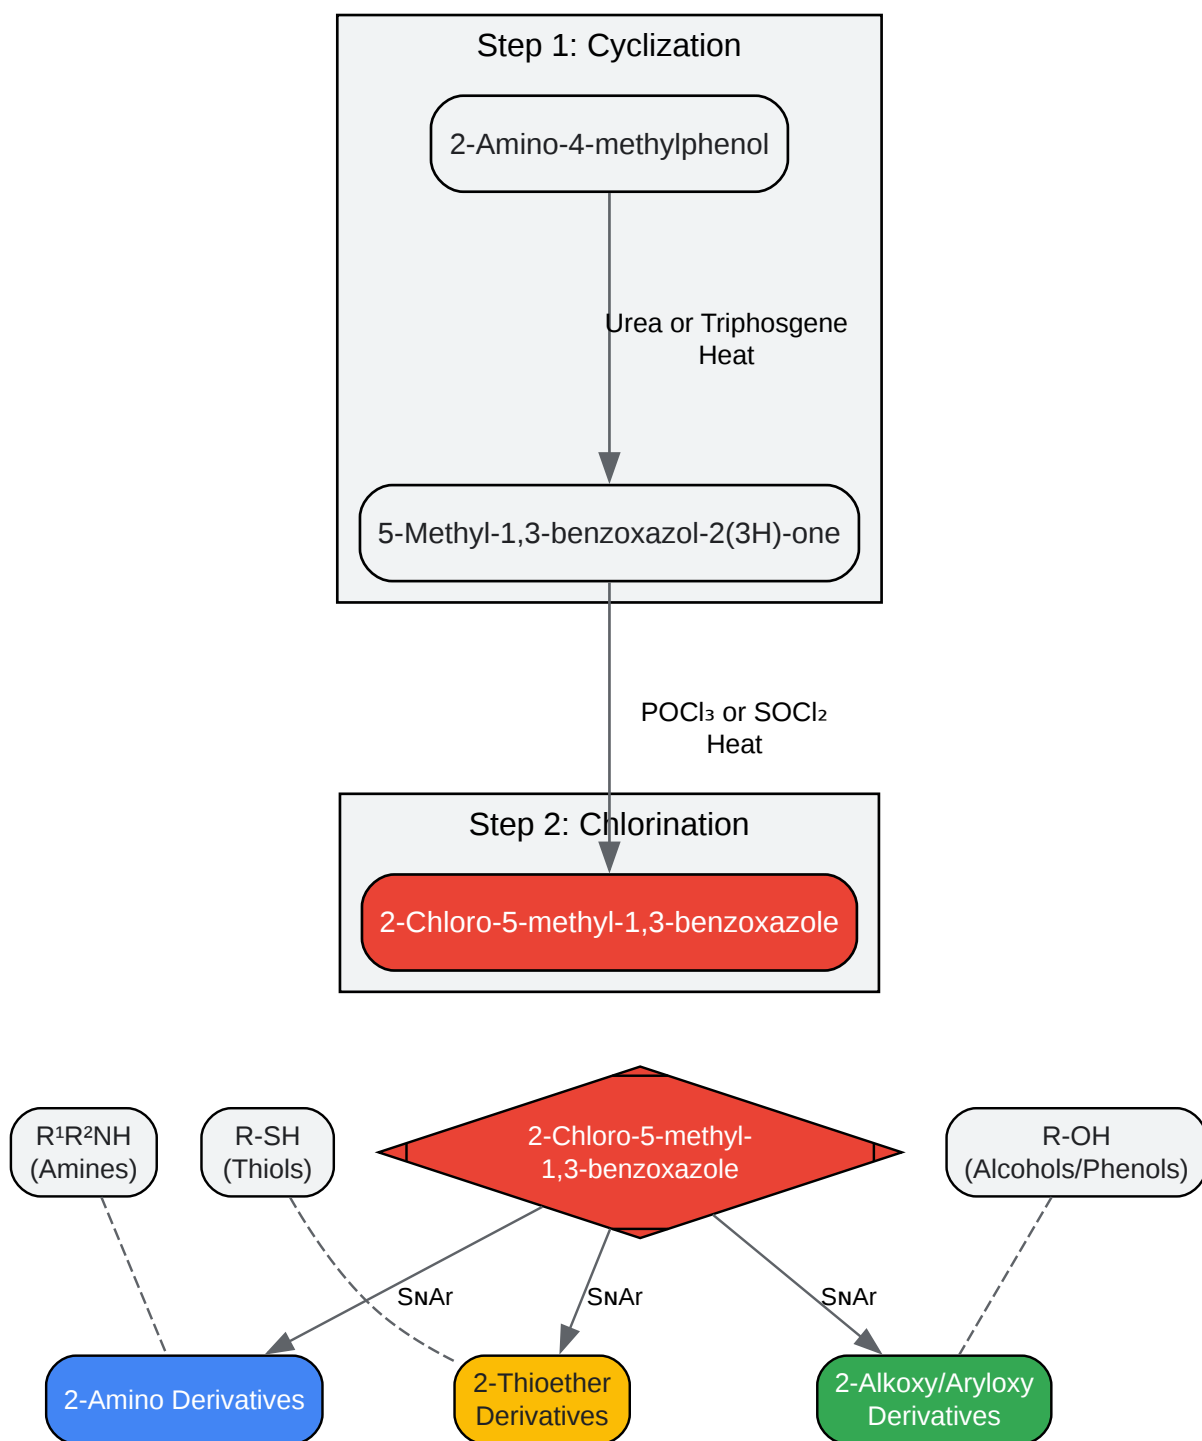 Step 1: Cyclization
2-Amino-4-methylphenol
Urea or Triphosgene
Heat
5-Methyl-1,3-benzoxazol-2(3H)-one
POCl₃ or SOCl₂
Heat
Step 2: Chlorination
2-Chloro-5-methyl-1,3-benzoxazole
R¹R²NH
(Amines)
R-SH
(Thiols)
2-Chloro-5-methyl-
1,3-benzoxazole
R-OH
(Alcohols/Phenols)
SɴAr
SɴAr
SɴAr
2-Amino Derivatives
2-Thioether
Derivatives
2-Alkoxy/Aryloxy
Derivatives